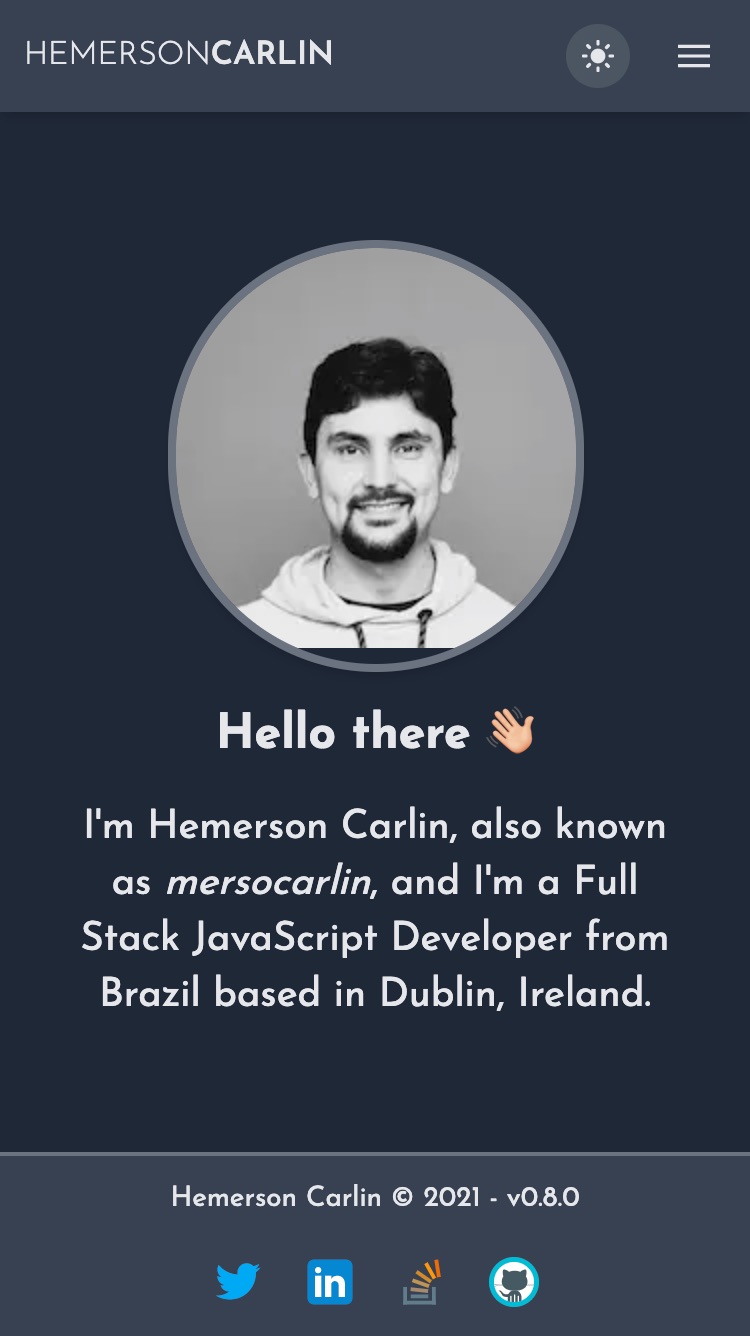 HEMERSONCARLIN
Hello there 👋🏼
I'm Hemerson Carlin, also known
as mersocarlin, and I'm a Full
Stack JavaScript Developer from
Brazil based in Dublin, Ireland.
Hemerson Carlin © 2021 - v0.8.0
in